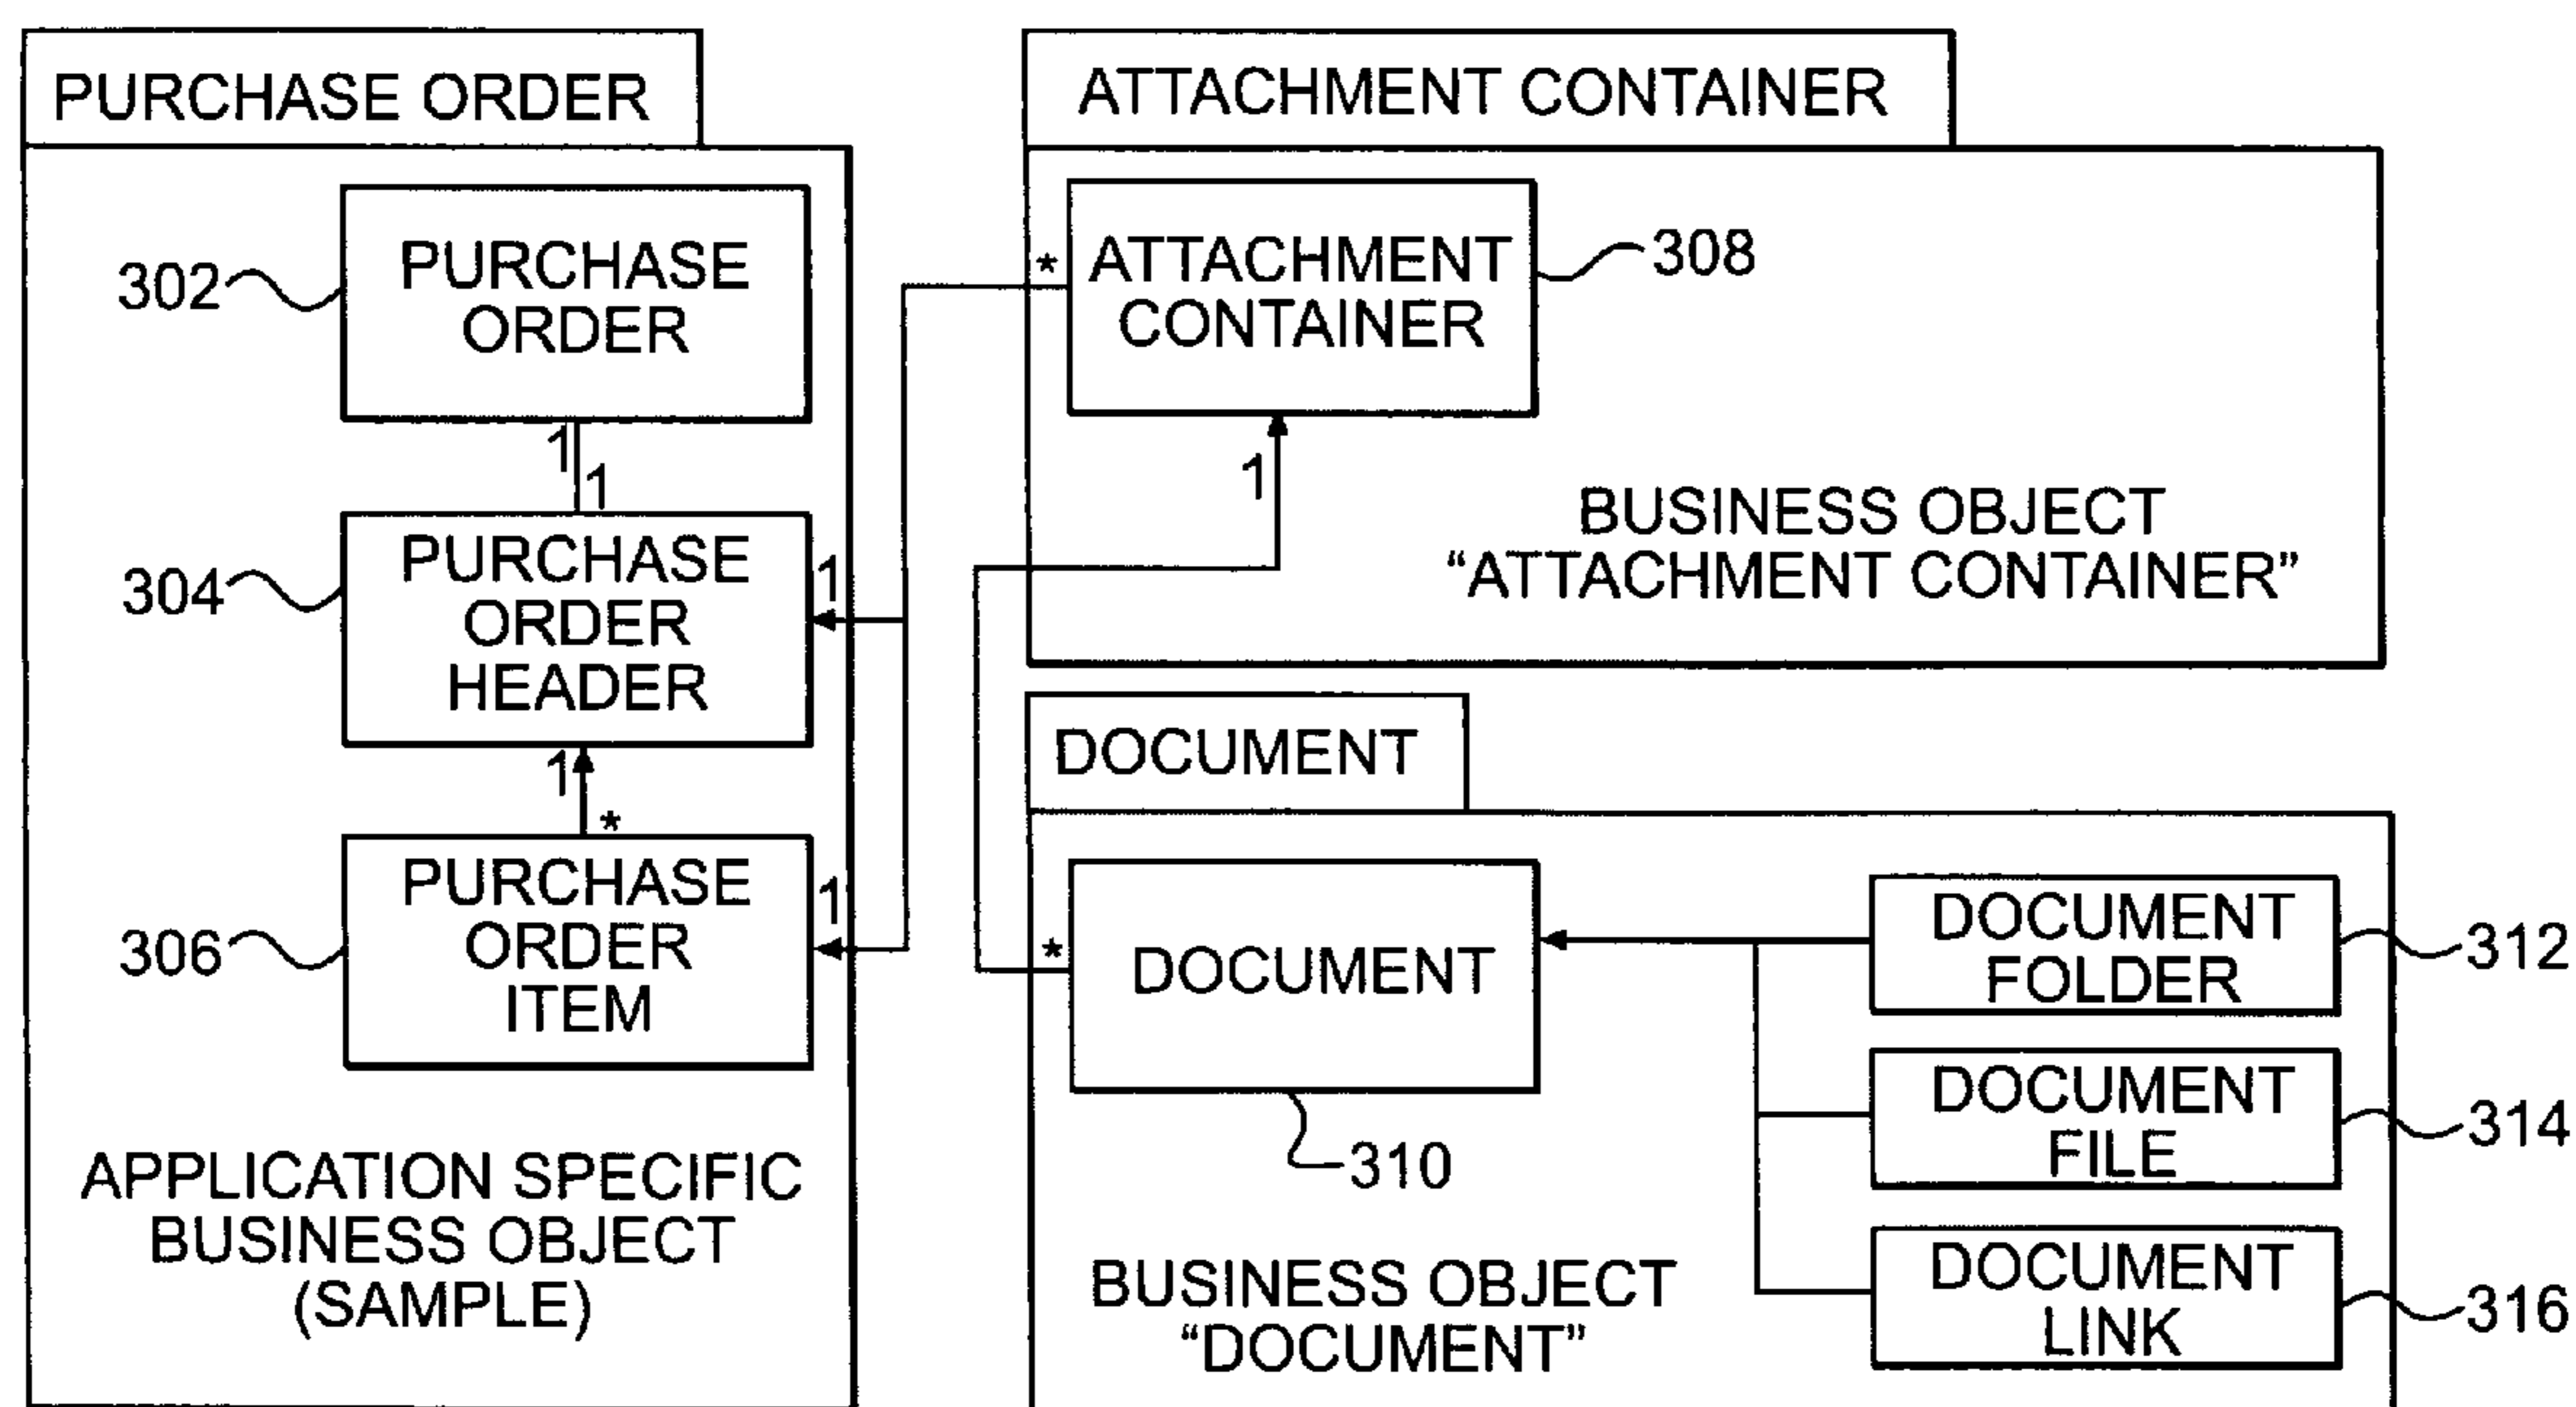 PURCHASE ORDER
302
PURCHASE
ORDER
1
1
304
PURCHASE
ORDER
HEADER
1
1
*
306
PURCHASE
ORDER
ITEM
1
APPLICATION SPECIFIC
BUSINESS OBJECT
(SAMPLE)
ATTACHMENT CONTAINER
*
ATTACHMENT
CONTAINER
308
1
BUSINESS OBJECT
“ATTACHMENT CONTAINER”
DOCUMENT
*
DOCUMENT
310
DOCUMENT
FOLDER
312
DOCUMENT
FILE
314
DOCUMENT
LINK
316
BUSINESS OBJECT
“DOCUMENT”